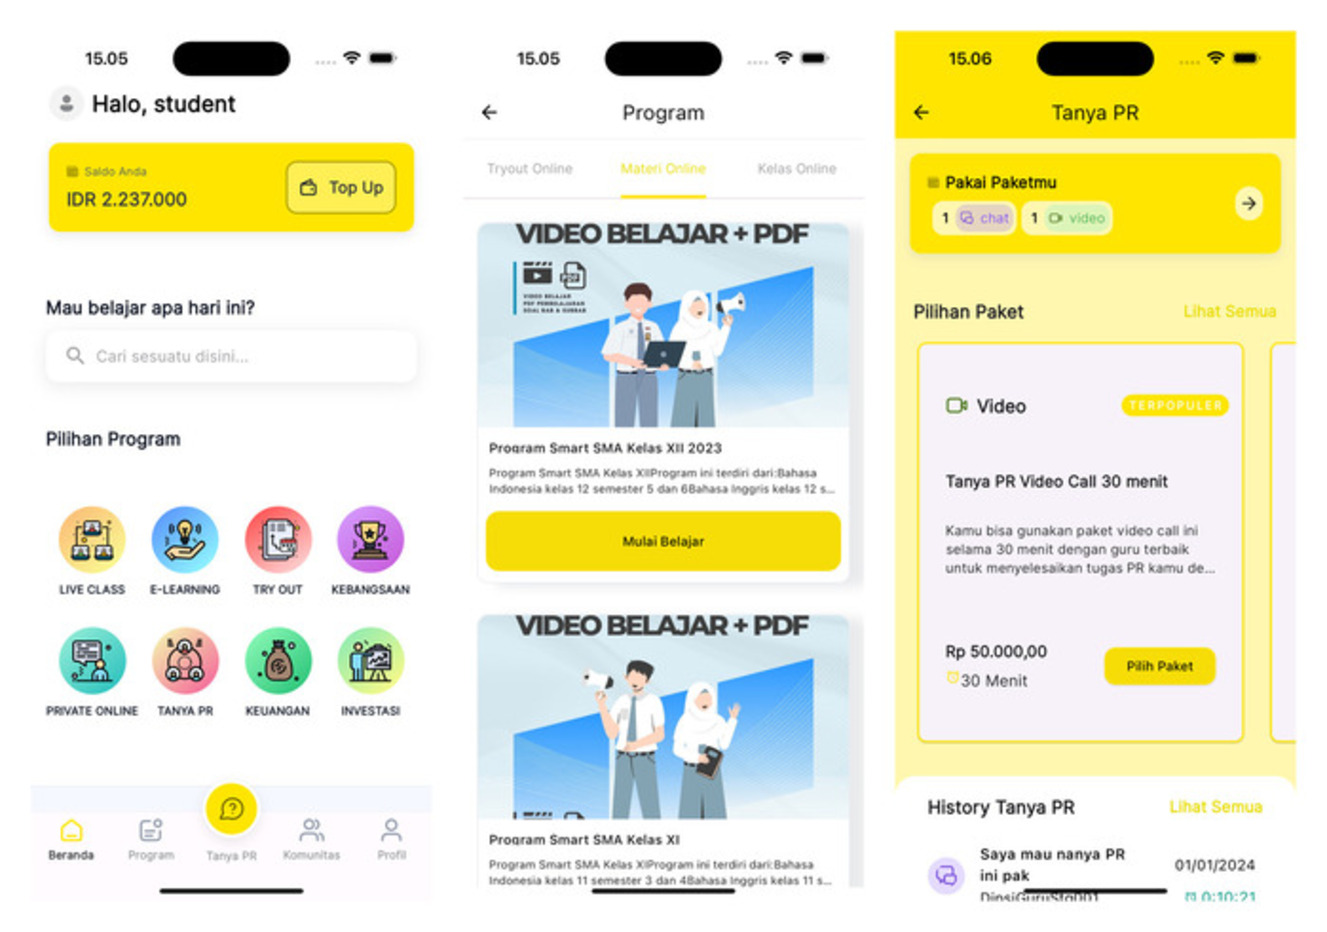 15.05
Halo, student
Saldo Anda
IDR 2.237.000
Top Up
Mau belajar apa hari ini?
Cari sesuatu disini...
Pilihan Program
LIVE CLASS
E-LEARNING
TRY OUT
KEBANGSAAN
PRIVATE ONLINE
TANYA PR
KEUANGAN
INVESTASI
Beranda
Program
Tanya PR
Komunitas
Profil
15.05
Program
Tryout Online
Materi Online
Kelas Online
VIDEO BELAJAR + PDF
PDF
VIDEO BELAJAR
PDF PEMBELAJARAN
SOAL BAB & SUBBAB
Program Smart SMA Kelas XII 2023
Program Smart SMA Kelas XIIProgram ini terdiri dari:Bahasa
Indonesia kelas 12 semester 5 dan 6Bahasa Inggris kelas 12 s...
Mulai Belajar
VIDEO BELAJAR + PDF
Program Smart SMA Kelas XI
Program Smart SMA Kelas XIProgram ini terdiri dari:Bahasa
Indonesia kelas 11 semester 3 dan 4Bahasa Inggris kelas 11 s...
15.06
Tanya PR
Pakai Paketmu
1 chat
1 video
Pilihan Paket
Lihat Semua
Video
TERPOPULER
Tanya PR Video Call 30 menit
Kamu bisa gunakan paket video call ini
selama 30 menit dengan guru terbaik
untuk menyelesaikan tugas PR kamu de...
Rp 50.000,00
30 Menit
Pilih Paket
History Tanya PR
Lihat Semua
Saya mau nanya PR
ini pak
01/01/2024
0:10:21